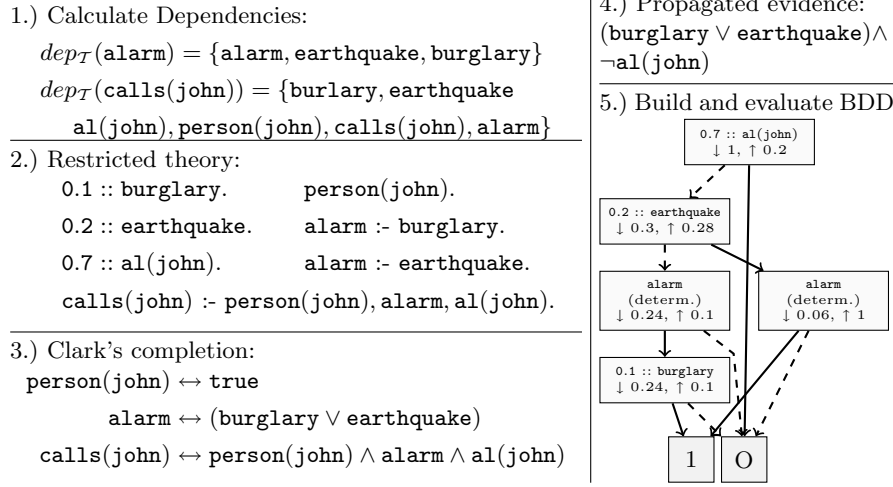 1.) Calculate Dependencies:
dep_T(alarm) = {alarm, earthquake, burglary}
dep_T(calls(john)) = {burlary, earthquake
al(john), person(john), calls(john), alarm}
2.) Restricted theory:
0.1 :: burglary. person(john).
0.2 :: earthquake. alarm :- burglary.
0.7 :: al(john). alarm :- earthquake.
calls(john) :- person(john), alarm, al(john).
3.) Clark's completion:
person(john) ↔ true
alarm ↔ (burglary ∨ earthquake)
calls(john) ↔ person(john) ∧ alarm ∧ al(john)
4.) Propagated evidence:
(burglary ∨ earthquake)∧
¬al(john)
5.) Build and evaluate BDD
0.7 :: al(john)
↓ 1, ↑ 0.2
0.2 :: earthquake
↓ 0.3, ↑ 0.28
alarm
(determ.)
↓ 0.24, ↑ 0.1
alarm
(determ.)
↓ 0.06, ↑ 1
0.1 :: burglary
↓ 0.24, ↑ 0.1
1
O